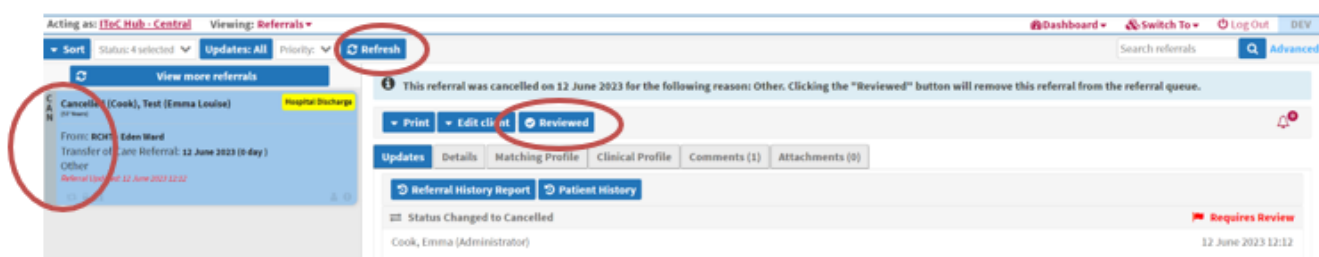 Acting as: IToC Hub - Central Viewing: Referrals Dashboard Switch To Log Out DEV
Sort Status: 4 selected Updates: All Priority: Refresh Search referrals Advanced
View more referrals
This referral was cancelled on 12 June 2023 for the following reason: Other. Clicking the "Reviewed" button will remove this referral from the referral queue.
CAN
Cancelled (Cook), Test (Emma Louise) Hospital Discharge
From: RCHT - Eden Ward
Transfer of Care Referral: 12 June 2023 (0 day )
Other
Referral Updated: 12 June 2023 12:12
Print Edit client Reviewed
Updates Details Matching Profile Clinical Profile Comments (1) Attachments (0)
Referral History Report Patient History
Status Changed to Cancelled Requires Review
Cook, Emma (Administrator) 12 June 2023 12:12